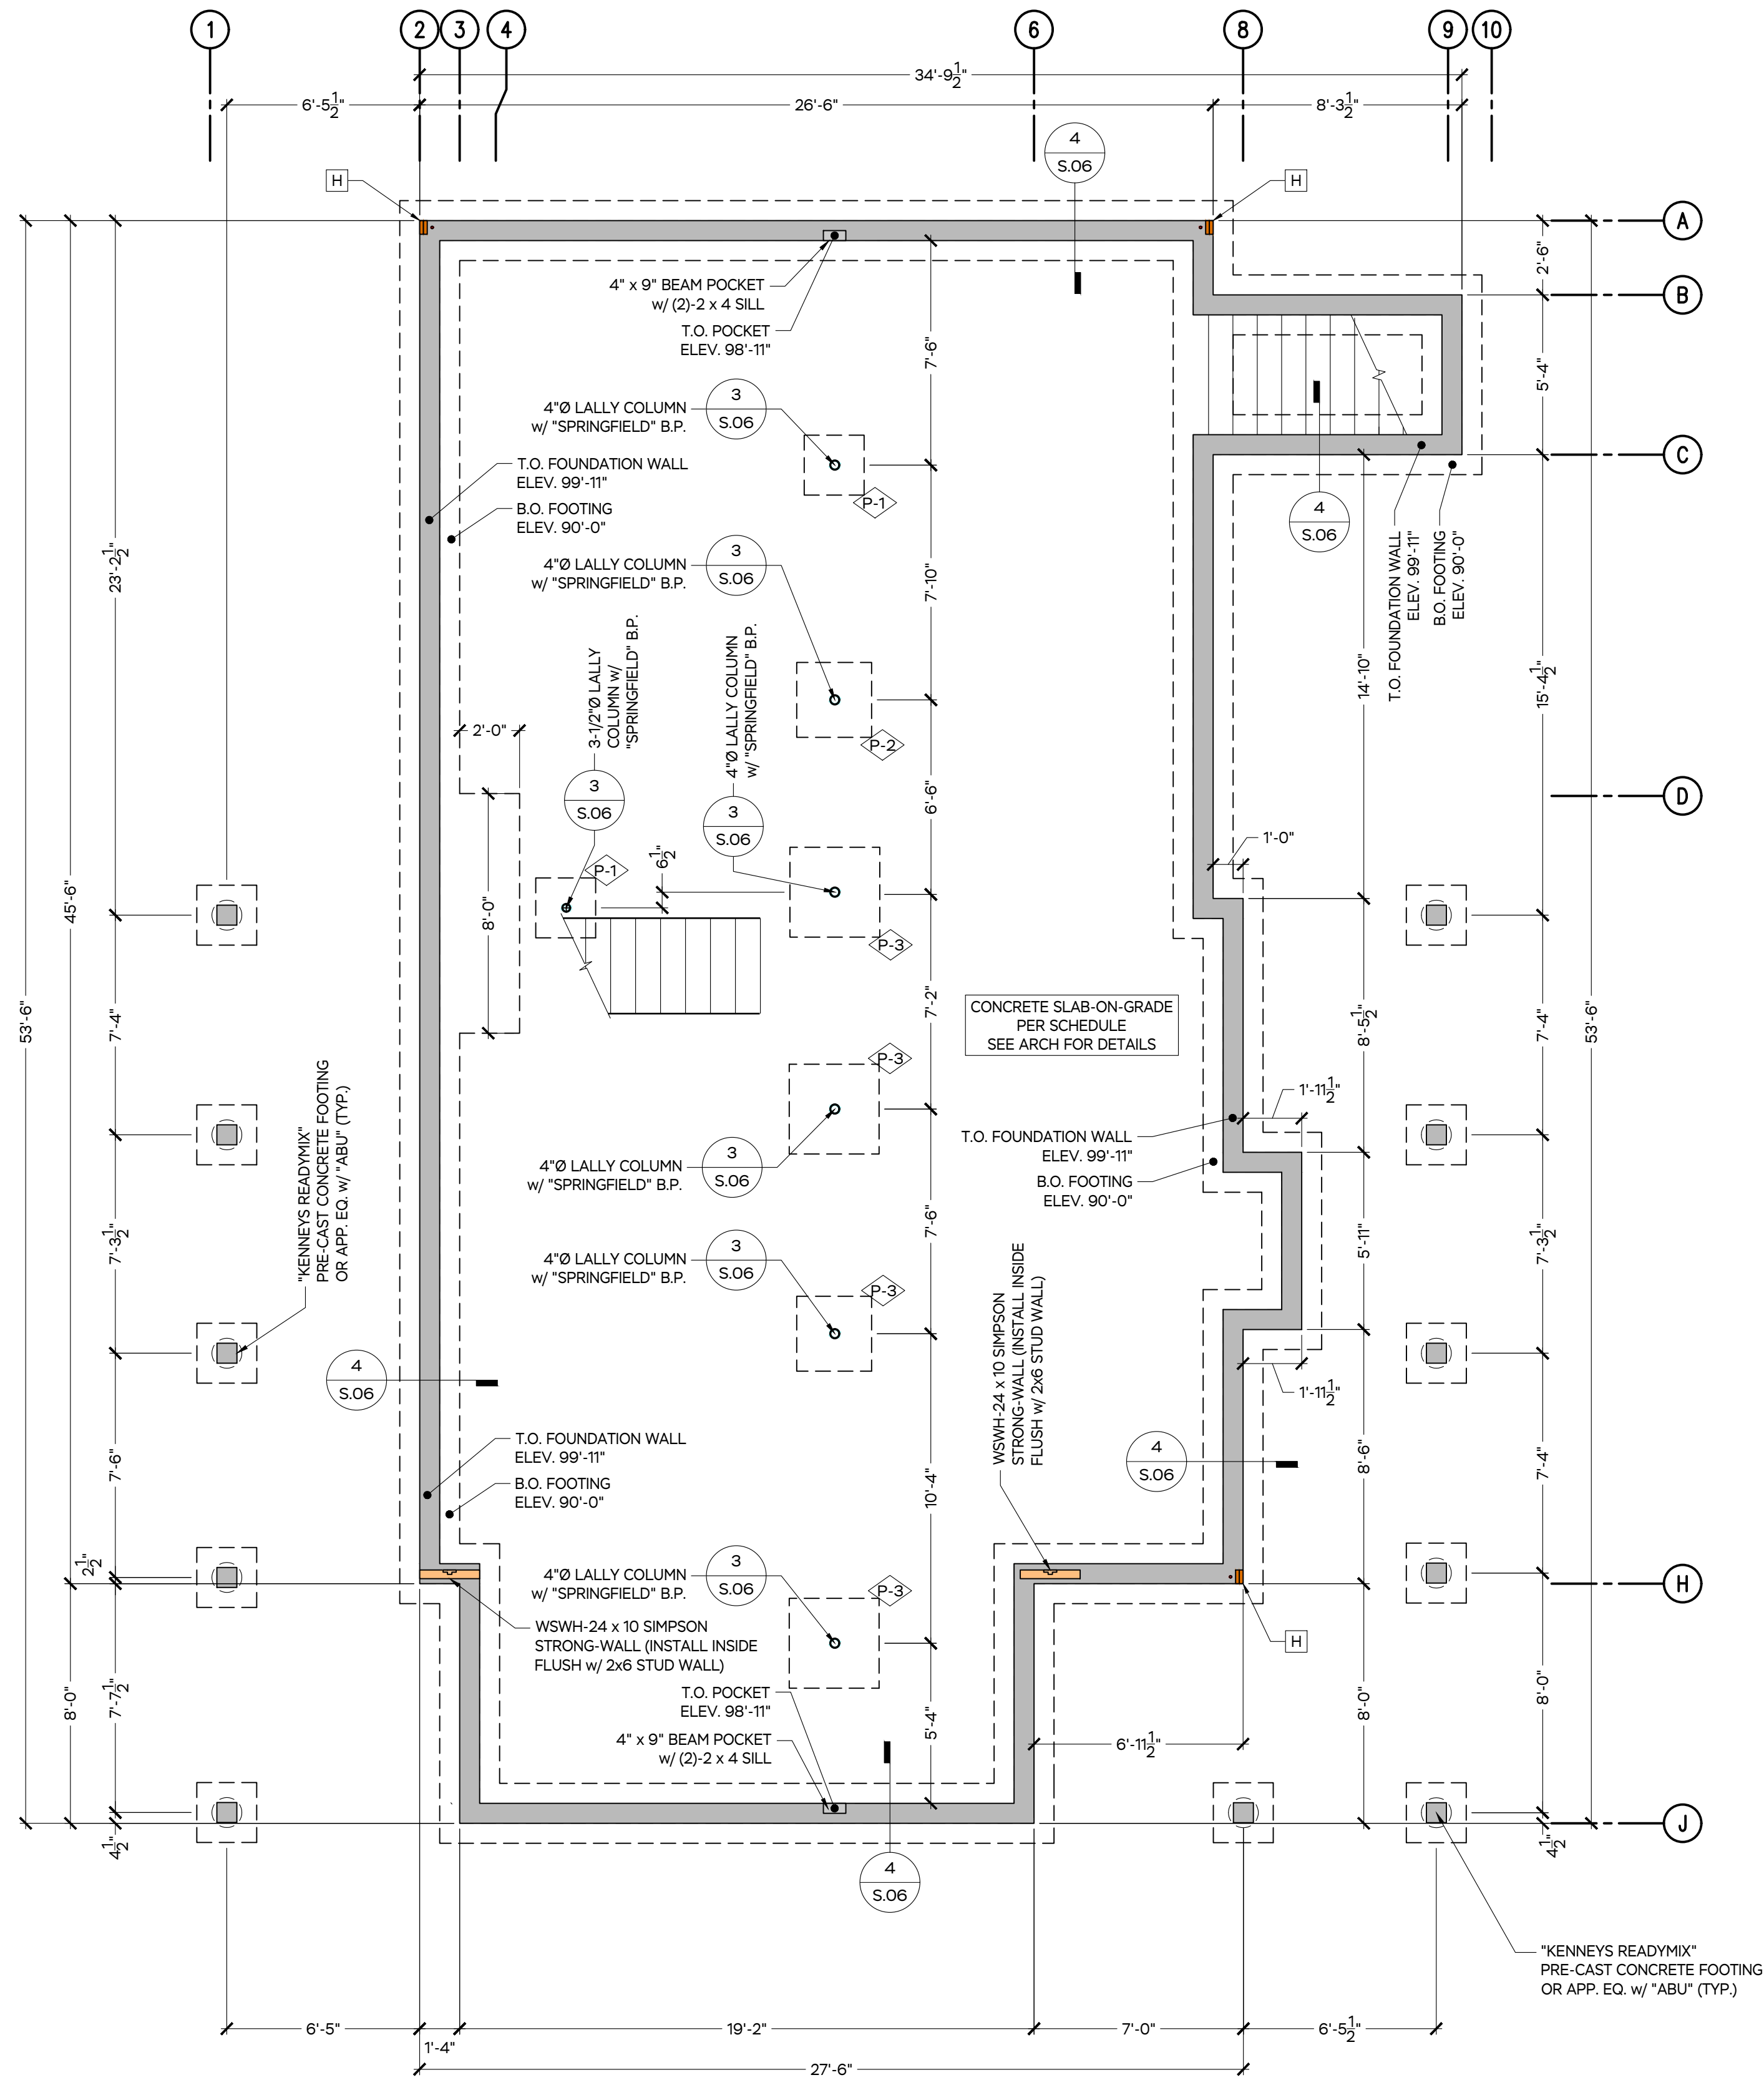 1
2
3
4
6
8
9
10
34'-9 1/2"
6'-5 1/2"
26'-6"
8'-3 1/2"
4
S.06
H
H
A
2'-6"
B
4" x 9" BEAM POCKET
w/ (2)-2 x 4 SILL
T.O. POCKET
ELEV. 98'-11"
7'-6"
5'-4"
3
S.06
4"Ø LALLY COLUMN
w/ "SPRINGFIELD" B.P.
P-1
C
T.O. FOUNDATION WALL
ELEV. 99'-11"
B.O. FOOTING
ELEV. 90'-0"
4
S.06
T.O. FOUNDATION WALL
ELEV. 99'-11"
B.O. FOOTING
ELEV. 90'-0"
23'-2 1/2"
3
S.06
4"Ø LALLY COLUMN
w/ "SPRINGFIELD" B.P.
7'-10"
P-2
3-1/2"Ø LALLY
COLUMN w/
"SPRINGFIELD" B.P.
3
S.06
4"Ø LALLY COLUMN
w/ "SPRINGFIELD" B.P.
3
S.06
2'-0"
14'-10"
15'-4 1/2"
6'-6"
D
1'-0"
45'-6"
53'-6"
8'-0"
P-1
6 1/2"
P-3
7'-4"
7'-2"
CONCRETE SLAB-ON-GRADE
PER SCHEDULE
SEE ARCH FOR DETAILS
8'-5 1/2"
7'-4"
53'-6"
P-3
1'-11 1/2"
"KENNEYS READYMIX"
PRE-CAST CONCRETE FOOTING
OR APP. EQ. w/ "ABU" (TYP.)
4"Ø LALLY COLUMN
w/ "SPRINGFIELD" B.P.
3
S.06
T.O. FOUNDATION WALL
ELEV. 99'-11"
B.O. FOOTING
ELEV. 90'-0"
7'-3 1/2"
7'-6"
5'-11"
7'-3 1/2"
4"Ø LALLY COLUMN
w/ "SPRINGFIELD" B.P.
3
S.06
P-3
WSWH-24 x 10 SIMPSON
STRONG-WALL (INSTALL INSIDE
FLUSH w/ 2x6 STUD WALL)
4
S.06
1'-11 1/2"
7'-6"
T.O. FOUNDATION WALL
ELEV. 99'-11"
B.O. FOOTING
ELEV. 90'-0"
10'-4"
4
S.06
8'-6"
7'-4"
2 1/2"
4"Ø LALLY COLUMN
w/ "SPRINGFIELD" B.P.
3
S.06
P-3
H
WSWH-24 x 10 SIMPSON
STRONG-WALL (INSTALL INSIDE
FLUSH w/ 2x6 STUD WALL)
H
8'-0"
7'-7 1/2"
T.O. POCKET
ELEV. 98'-11"
4" x 9" BEAM POCKET
w/ (2)-2 x 4 SILL
5'-4"
6'-11 1/2"
8'-0"
8'-0"
J
4 1/2"
4 1/2"
4
S.06
"KENNEYS READYMIX"
PRE-CAST CONCRETE FOOTING
OR APP. EQ. w/ "ABU" (TYP.)
6'-5"
1'-4"
19'-2"
7'-0"
6'-5 1/2"
27'-6"